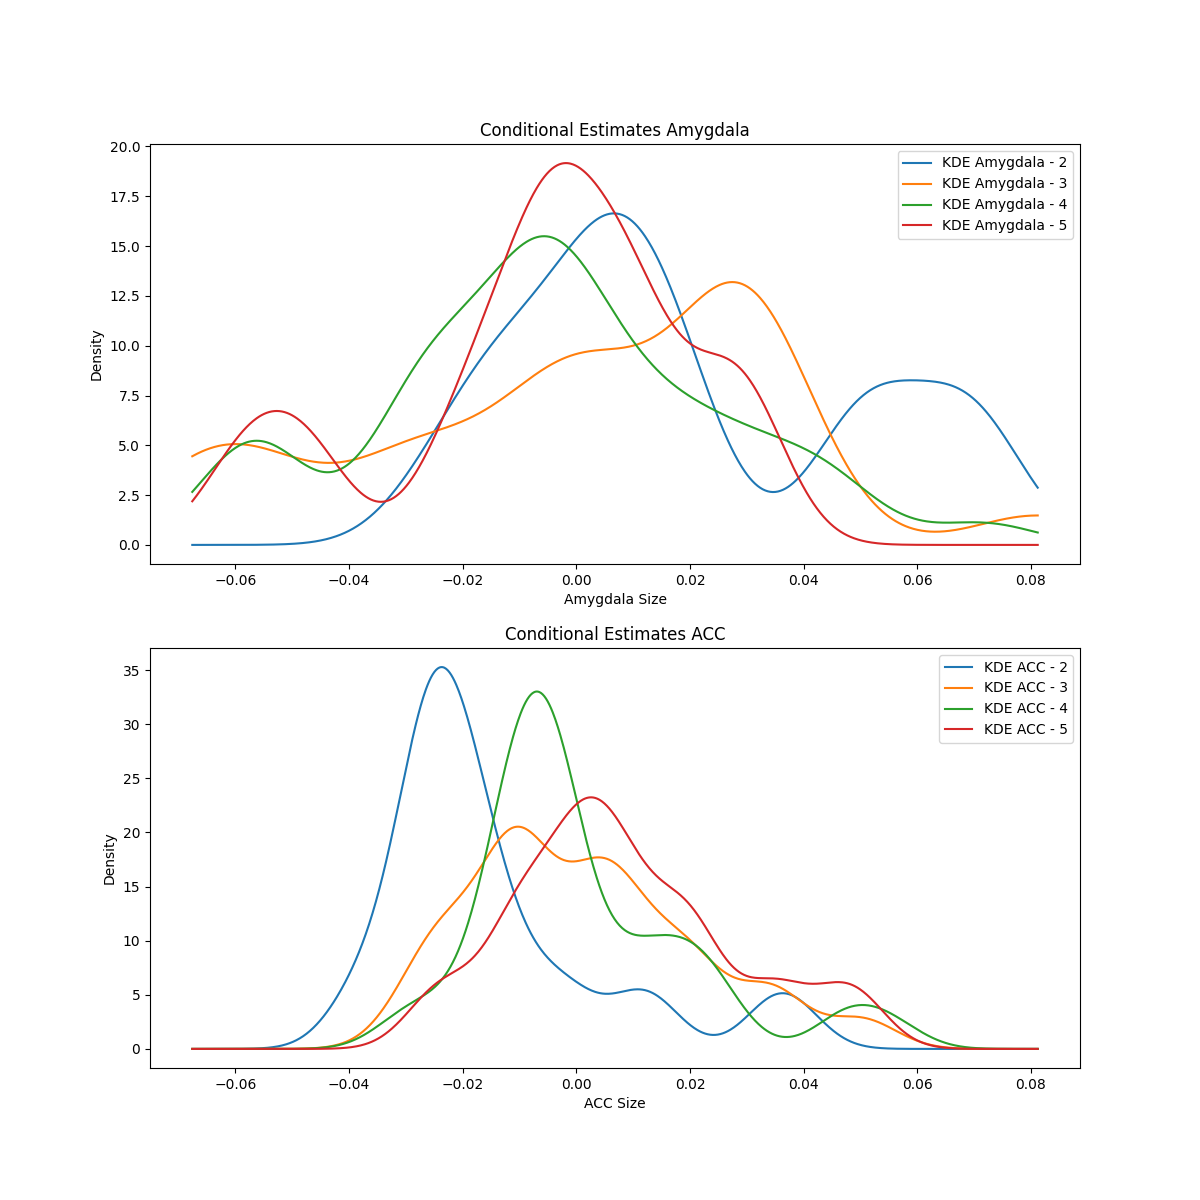 Conditional Estimates Amygdala
20.0
17.5
15.0
12.5
10.0
7.5
5.0
2.5
0.0
Density
KDE Amygdala - 2
KDE Amygdala - 3
KDE Amygdala - 4
KDE Amygdala - 5
−0.06 −0.04 −0.02 0.00 0.02 0.04 0.06 0.08
Amygdala Size
Conditional Estimates ACC
35
30
25
20
15
10
5
0
Density
KDE ACC - 2
KDE ACC - 3
KDE ACC - 4
KDE ACC - 5
−0.06 −0.04 −0.02 0.00 0.02 0.04 0.06 0.08
ACC Size